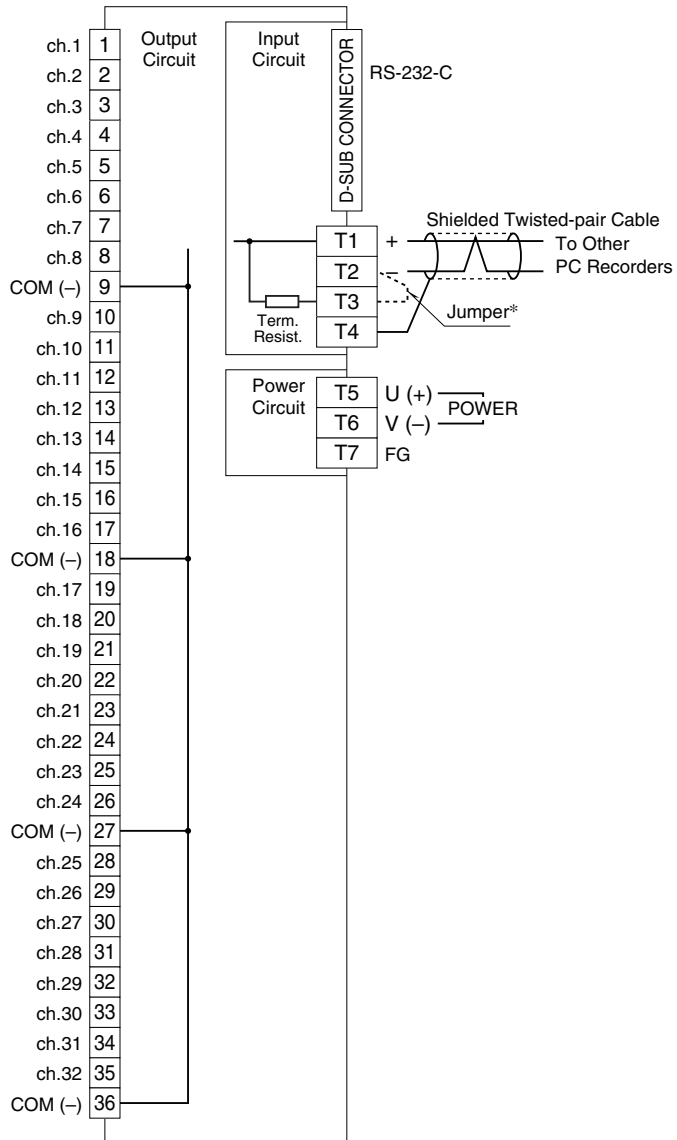 ch.1 1
ch.2 2
ch.3 3
ch.4 4
ch.5 5
ch.6 6
ch.7 7
ch.8 8
COM (–) 9
ch.9 10
ch.10 11
ch.11 12
ch.12 13
ch.13 14
ch.14 15
ch.15 16
ch.16 17
COM (–) 18
ch.17 19
ch.18 20
ch.19 21
ch.20 22
ch.21 23
ch.22 24
ch.23 25
ch.24 26
COM (–) 27
ch.25 28
ch.26 29
ch.27 30
ch.28 31
ch.29 32
ch.30 33
ch.31 34
ch.32 35
COM (–) 36
Output
Circuit
Input
Circuit
D-SUB CONNECTOR
RS-232-C
Shielded Twisted-pair Cable
T1 +
T2 –
T3
T4
To Other
PC Recorders
Jumper*
Term.
Resist.
Power
Circuit
T5 U (+)
T6 V (–)
T7 FG
POWER